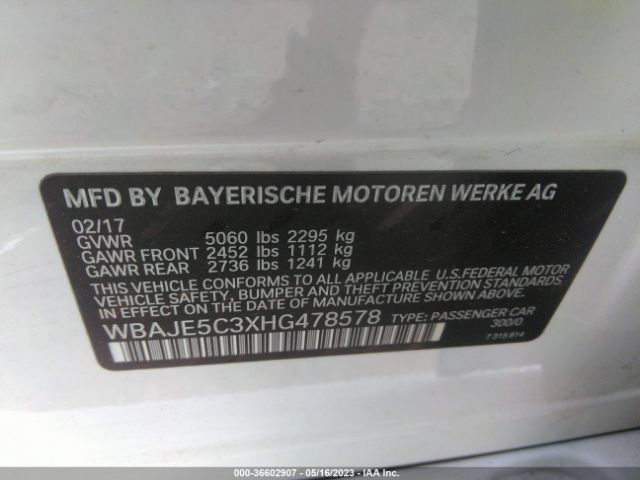 MFD BY BAYERISCHE MOTOREN WERKE AG
02/17
GVWR 5060 lbs 2295 kg
GAWR FRONT 2452 lbs 1112 kg
GAWR REAR 2736 lbs 1241 kg
THIS VEHICLE CONFORMS TO ALL APPLICABLE U.S.FEDERAL MOTOR
VEHICLE SAFETY, BUMPER AND THEFT PREVENTION STANDARDS
IN EFFECT ON THE DATE OF MANUFACTURE SHOWN ABOVE.
WBAJE5C3XHG478578 TYPE: PASSENGER CAR
300/0
7 315 814
000-36602907 - 05/16/2023 - IAA Inc.